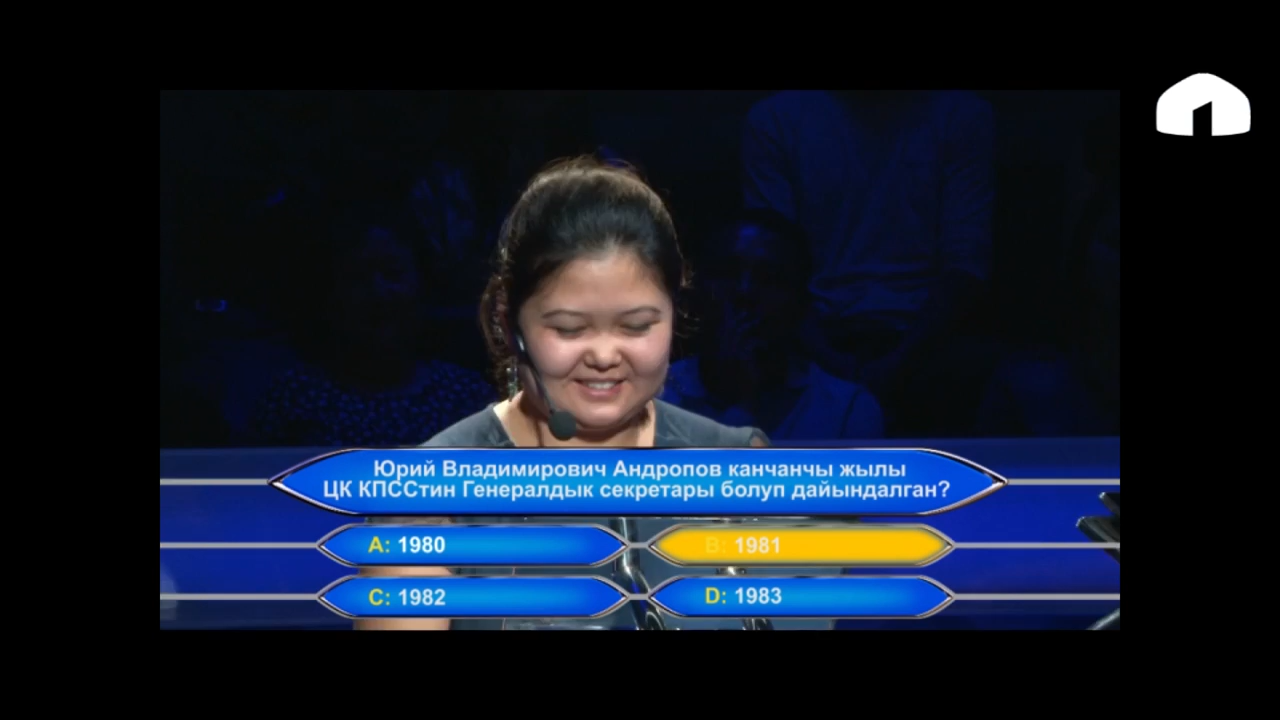 Юрий Владимирович Андропов канчанчы жылы
ЦК КПССтин Генералдык секретары болуп дайындалган?
A: 1980
B: 1981
C: 1982
D: 1983